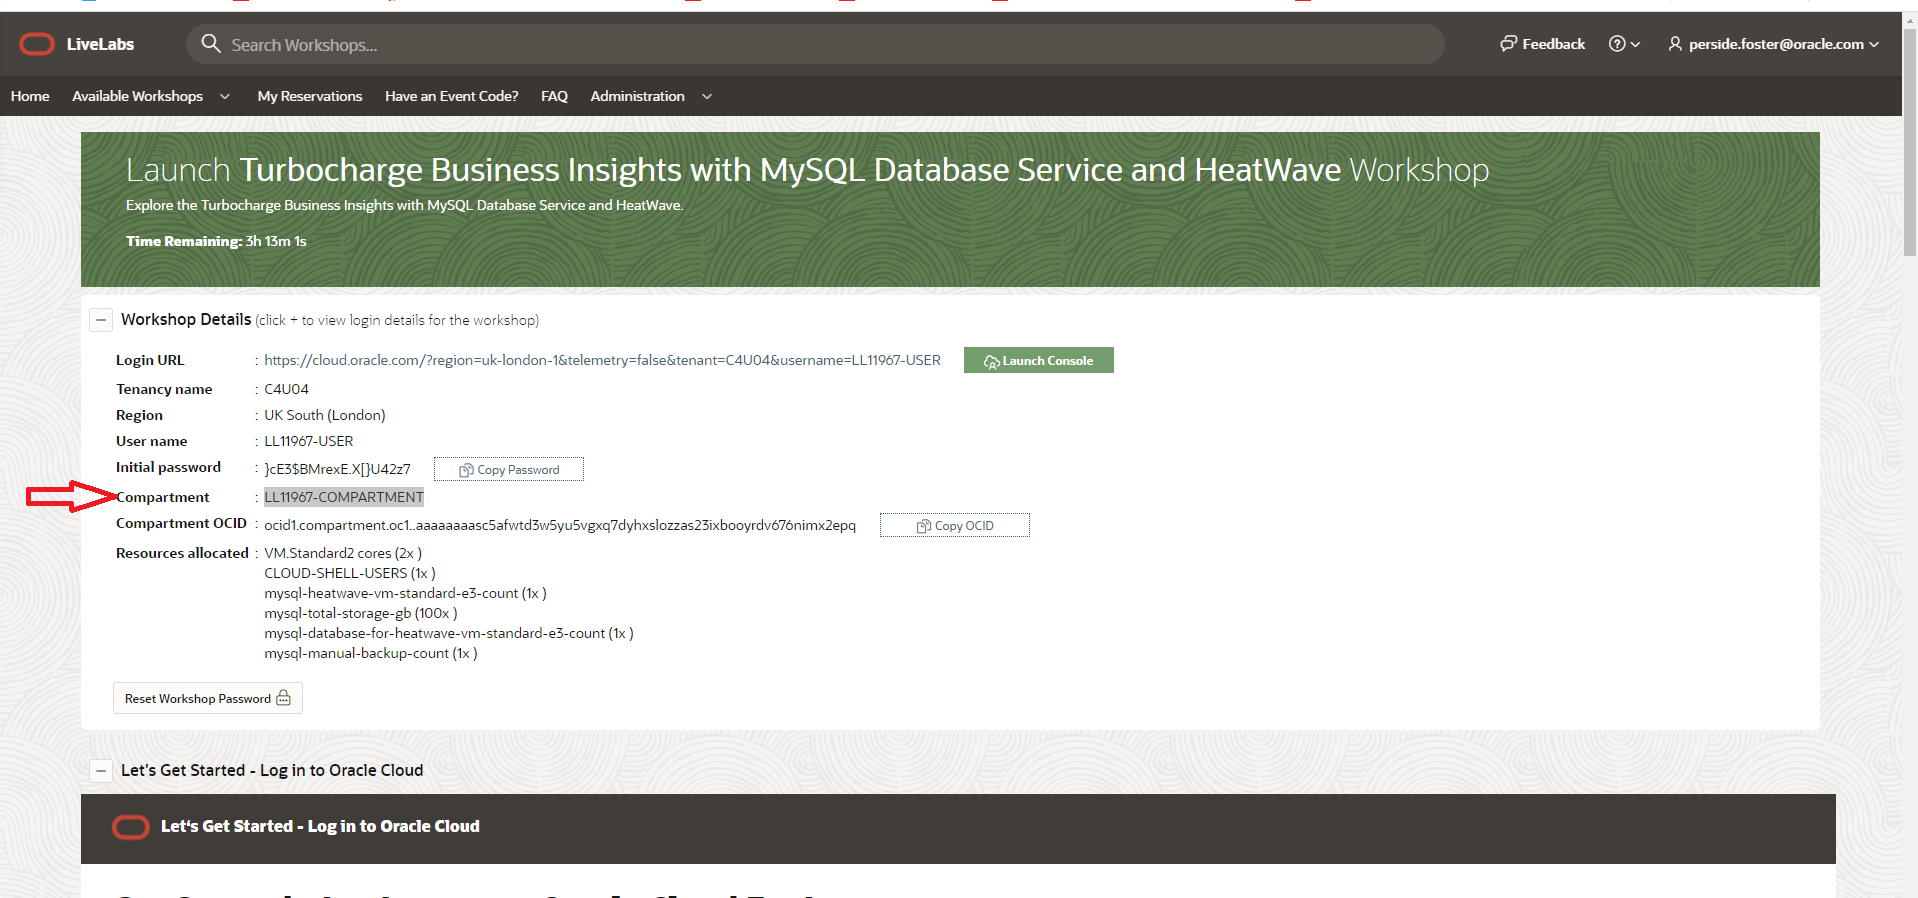 LiveLabs
Search Workshops...
Feedback
perside.foster@oracle.com
Home Available Workshops My Reservations Have an Event Code? FAQ Administration
Launch Turbocharge Business Insights with MySQL Database Service and HeatWave Workshop
Explore the Turbocharge Business Insights with MySQL Database Service and HeatWave.
Time Remaining: 3h 13m 1s
Workshop Details (click + to view login details for the workshop)
Login URL : https://cloud.oracle.com/?region=uk-london-1&telemetry=false&tenant=C4U04&username=LL11967-USER Launch Console
Tenancy name : C4U04
Region : UK South (London)
User name : LL11967-USER
Initial password : }cE3$BMrexE.X[}U42z7 Copy Password
Compartment : LL11967-COMPARTMENT
Compartment OCID : ocid1.compartment.oc1..aaaaaaaasc5afwtd3w5yu5vgxq7dyhxslozzas23ixbooyrdv676nimx2epq Copy OCID
Resources allocated : VM.Standard2 cores (2x )
CLOUD-SHELL-USERS (1x )
mysql-heatwave-vm-standard-e3-count (1x )
mysql-total-storage-gb (100x )
mysql-database-for-heatwave-vm-standard-e3-count (1x )
mysql-manual-backup-count (1x )
Reset Workshop Password
Let's Get Started - Log in to Oracle Cloud
Let's Get Started - Log in to Oracle Cloud